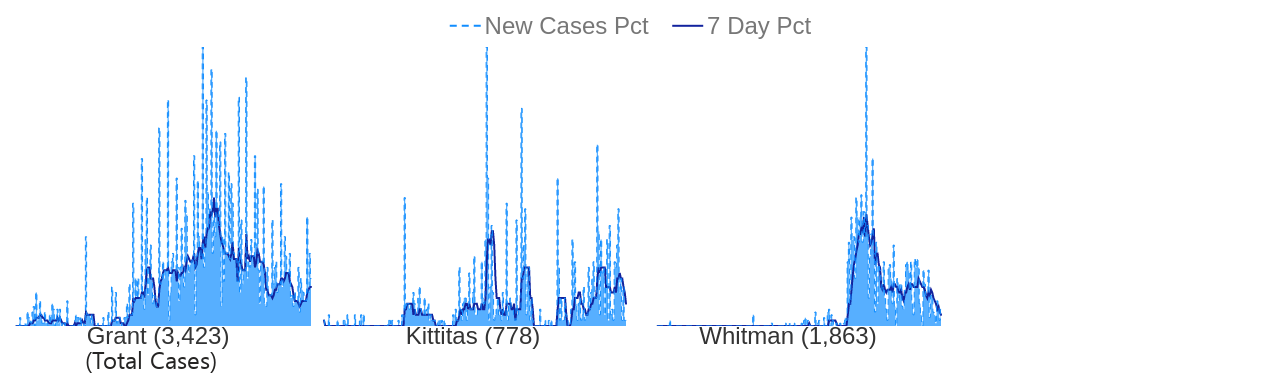 New Cases Pct 7 Day Pct
Grant (3,423) Kittitas (778) Whitman (1,863)
(Total Cases)